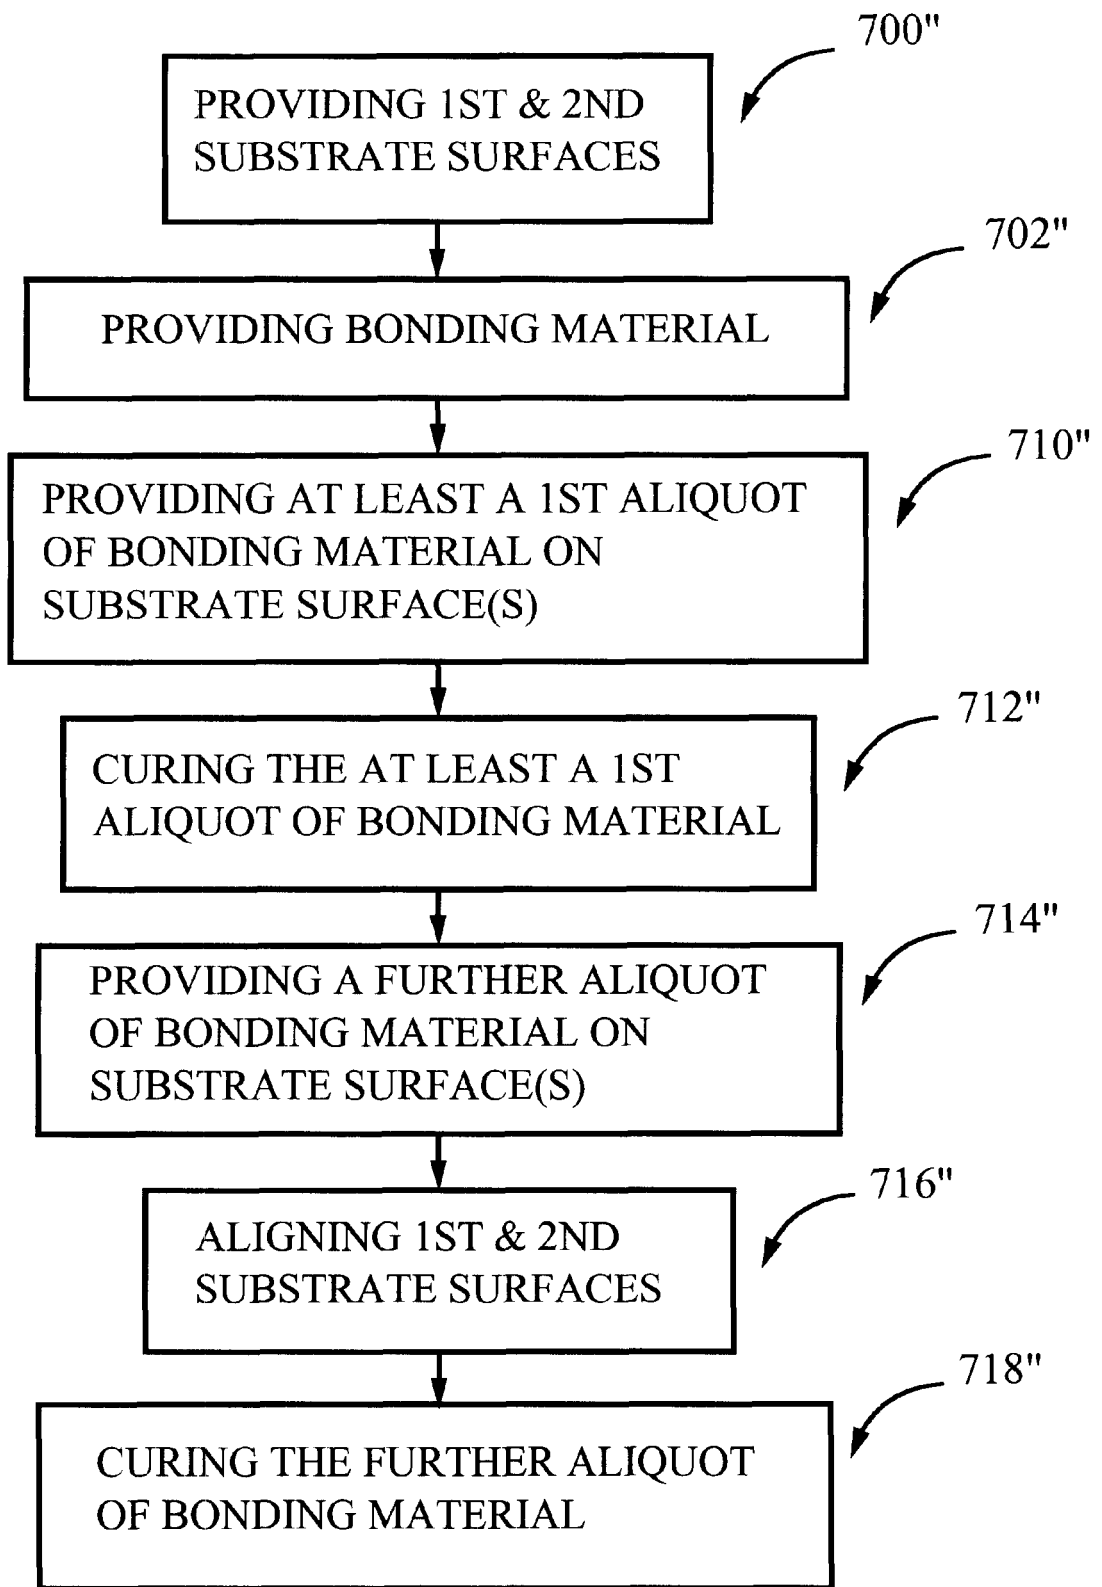 700"
PROVIDING 1ST & 2ND
SUBSTRATE SURFACES
702"
PROVIDING BONDING MATERIAL
710"
PROVIDING AT LEAST A 1ST ALIQUOT
OF BONDING MATERIAL ON
SUBSTRATE SURFACE(S)
712"
CURING THE AT LEAST A 1ST
ALIQUOT OF BONDING MATERIAL
714"
PROVIDING A FURTHER ALIQUOT
OF BONDING MATERIAL ON
SUBSTRATE SURFACE(S)
716"
ALIGNING 1ST & 2ND
SUBSTRATE SURFACES
718"
CURING THE FURTHER ALIQUOT
OF BONDING MATERIAL